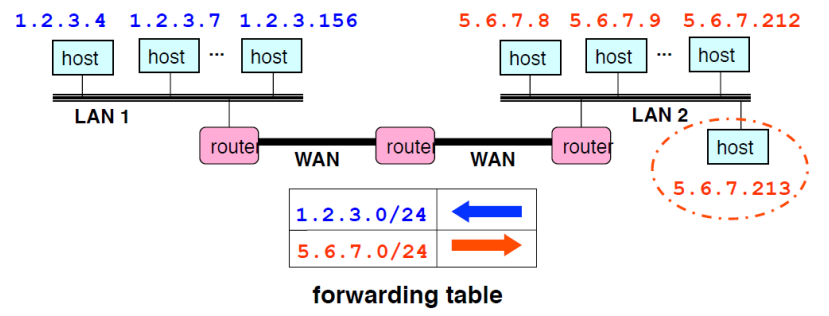 1.2.3.4 1.2.3.7 1.2.3.156 5.6.7.8 5.6.7.9 5.6.7.212
host host ... host host host ... host
LAN 1 LAN 2
router WAN router WAN router host
5.6.7.213
1.2.3.0/24
5.6.7.0/24
forwarding table